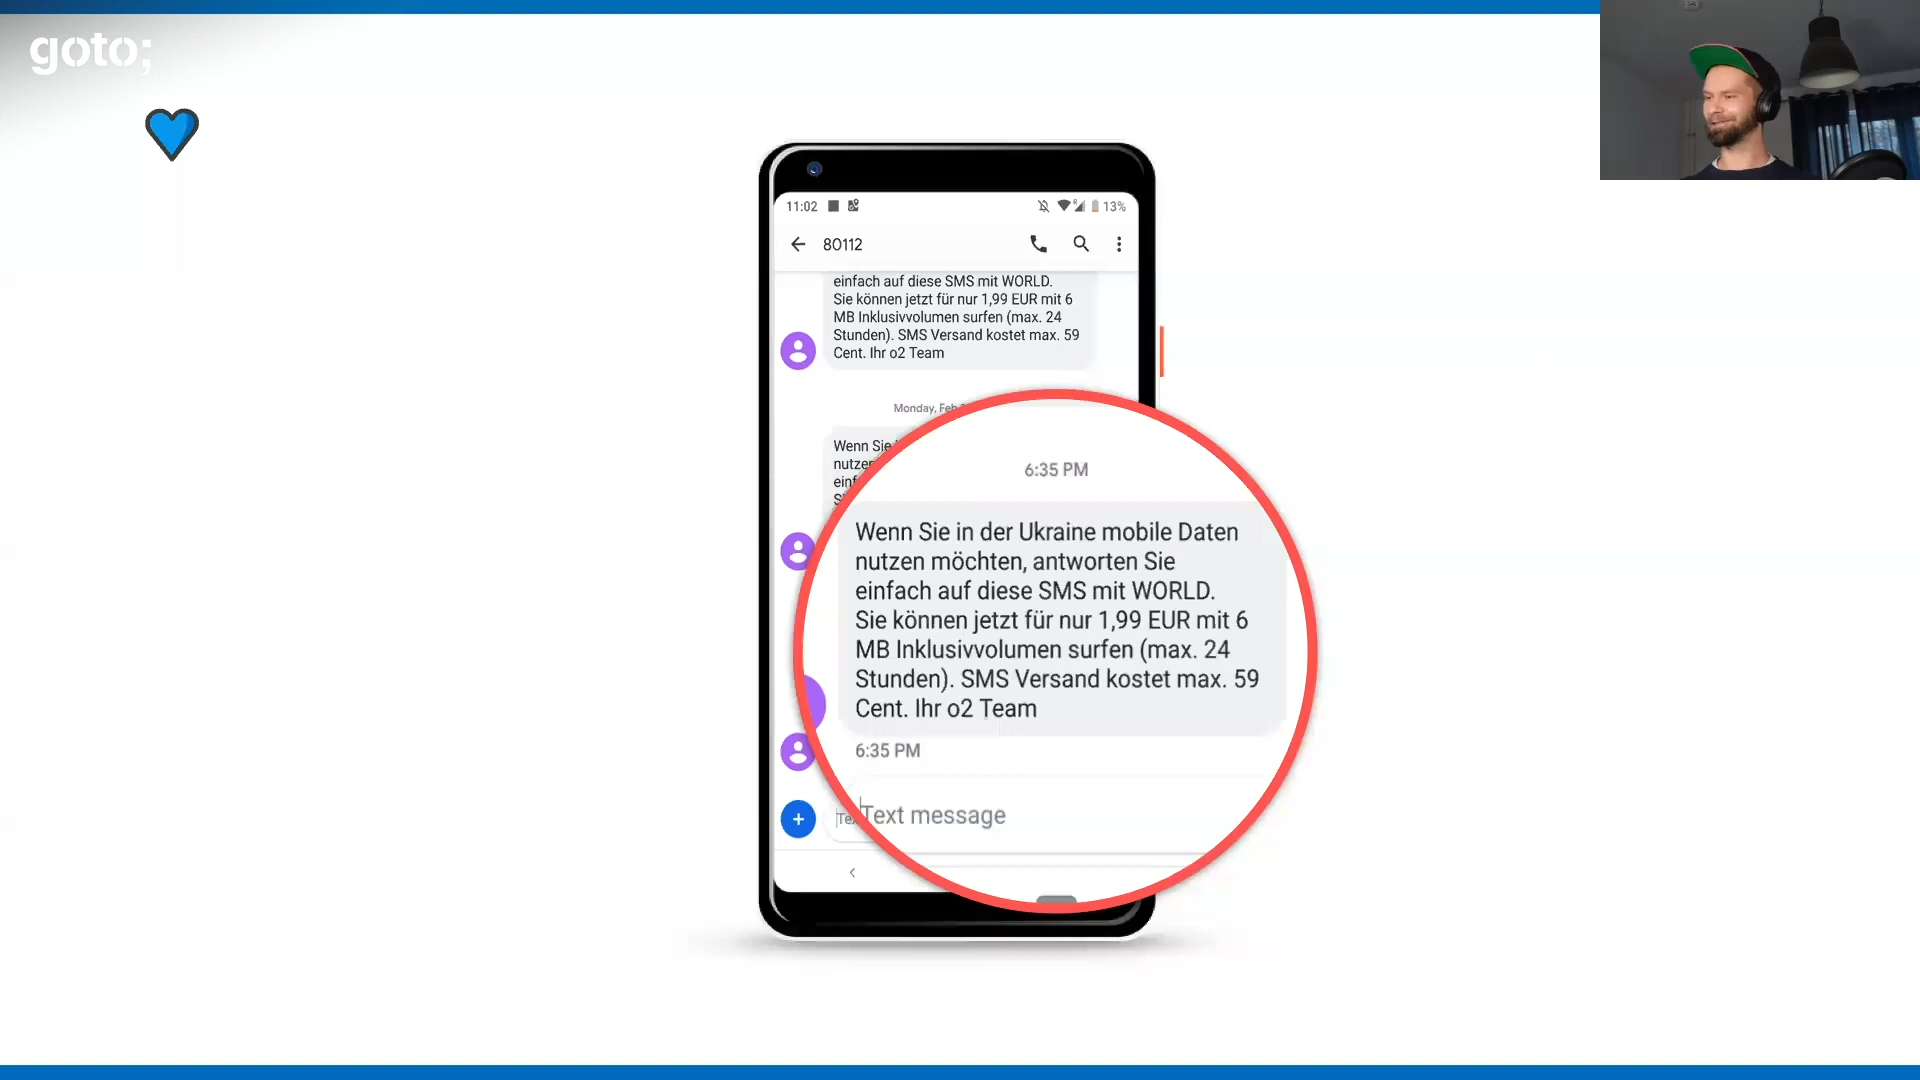 goto;
11:02
13%
80112
einfach auf diese SMS mit WORLD.
Sie können jetzt für nur 1,99 EUR mit 6
MB Inklusivvolumen surfen (max. 24
Stunden). SMS Versand kostet max. 59
Cent. Ihr o2 Team
Monday, Feb
Wenn Sie
6:35 PM
Wenn Sie in der Ukraine mobile Daten
nutzen möchten, antworten Sie
einfach auf diese SMS mit WORLD.
Sie können jetzt für nur 1,99 EUR mit 6
MB Inklusivvolumen surfen (max. 24
Stunden). SMS Versand kostet max. 59
Cent. Ihr o2 Team
6:35 PM
Text message